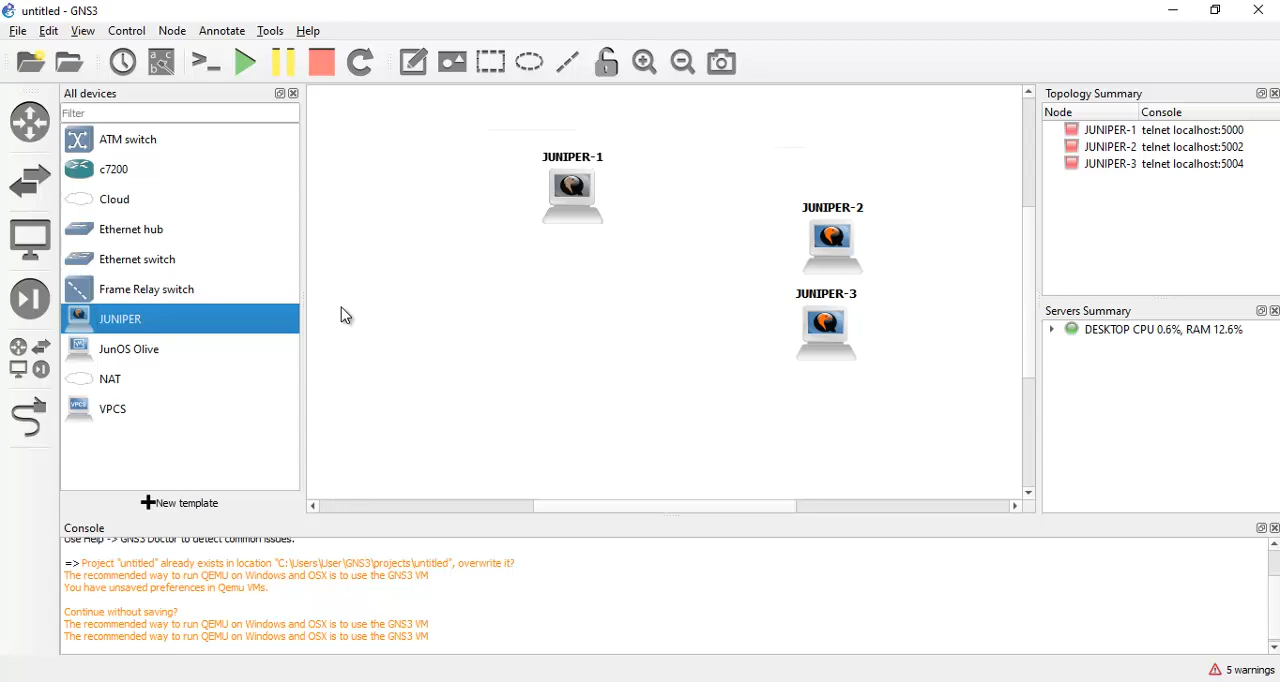 untitled - GNS3
File Edit View Control Node Annotate Tools Help
All devices
Filter
ATM switch
c7200
Cloud
Ethernet hub
Ethernet switch
Frame Relay switch
JUNIPER
JunOS Olive
NAT
VPCS
VPCS
New template
JUNIPER-1
JUNIPER-2
JUNIPER-3
Topology Summary
Node Console
JUNIPER-1 telnet localhost:5000
JUNIPER-2 telnet localhost:5002
JUNIPER-3 telnet localhost:5004
Servers Summary
DESKTOP CPU 0.6%, RAM 12.6%
Console
Use Help -> GNS3 Doctor to detect common issues.
=> Project "untitled" already exists in location "C:\Users\User\GNS3\projects\untitled", overwrite it?
The recommended way to run QEMU on Windows and OSX is to use the GNS3 VM
You have unsaved preferences in Qemu VMs.
Continue without saving?
The recommended way to run QEMU on Windows and OSX is to use the GNS3 VM
The recommended way to run QEMU on Windows and OSX is to use the GNS3 VM
5 warnings